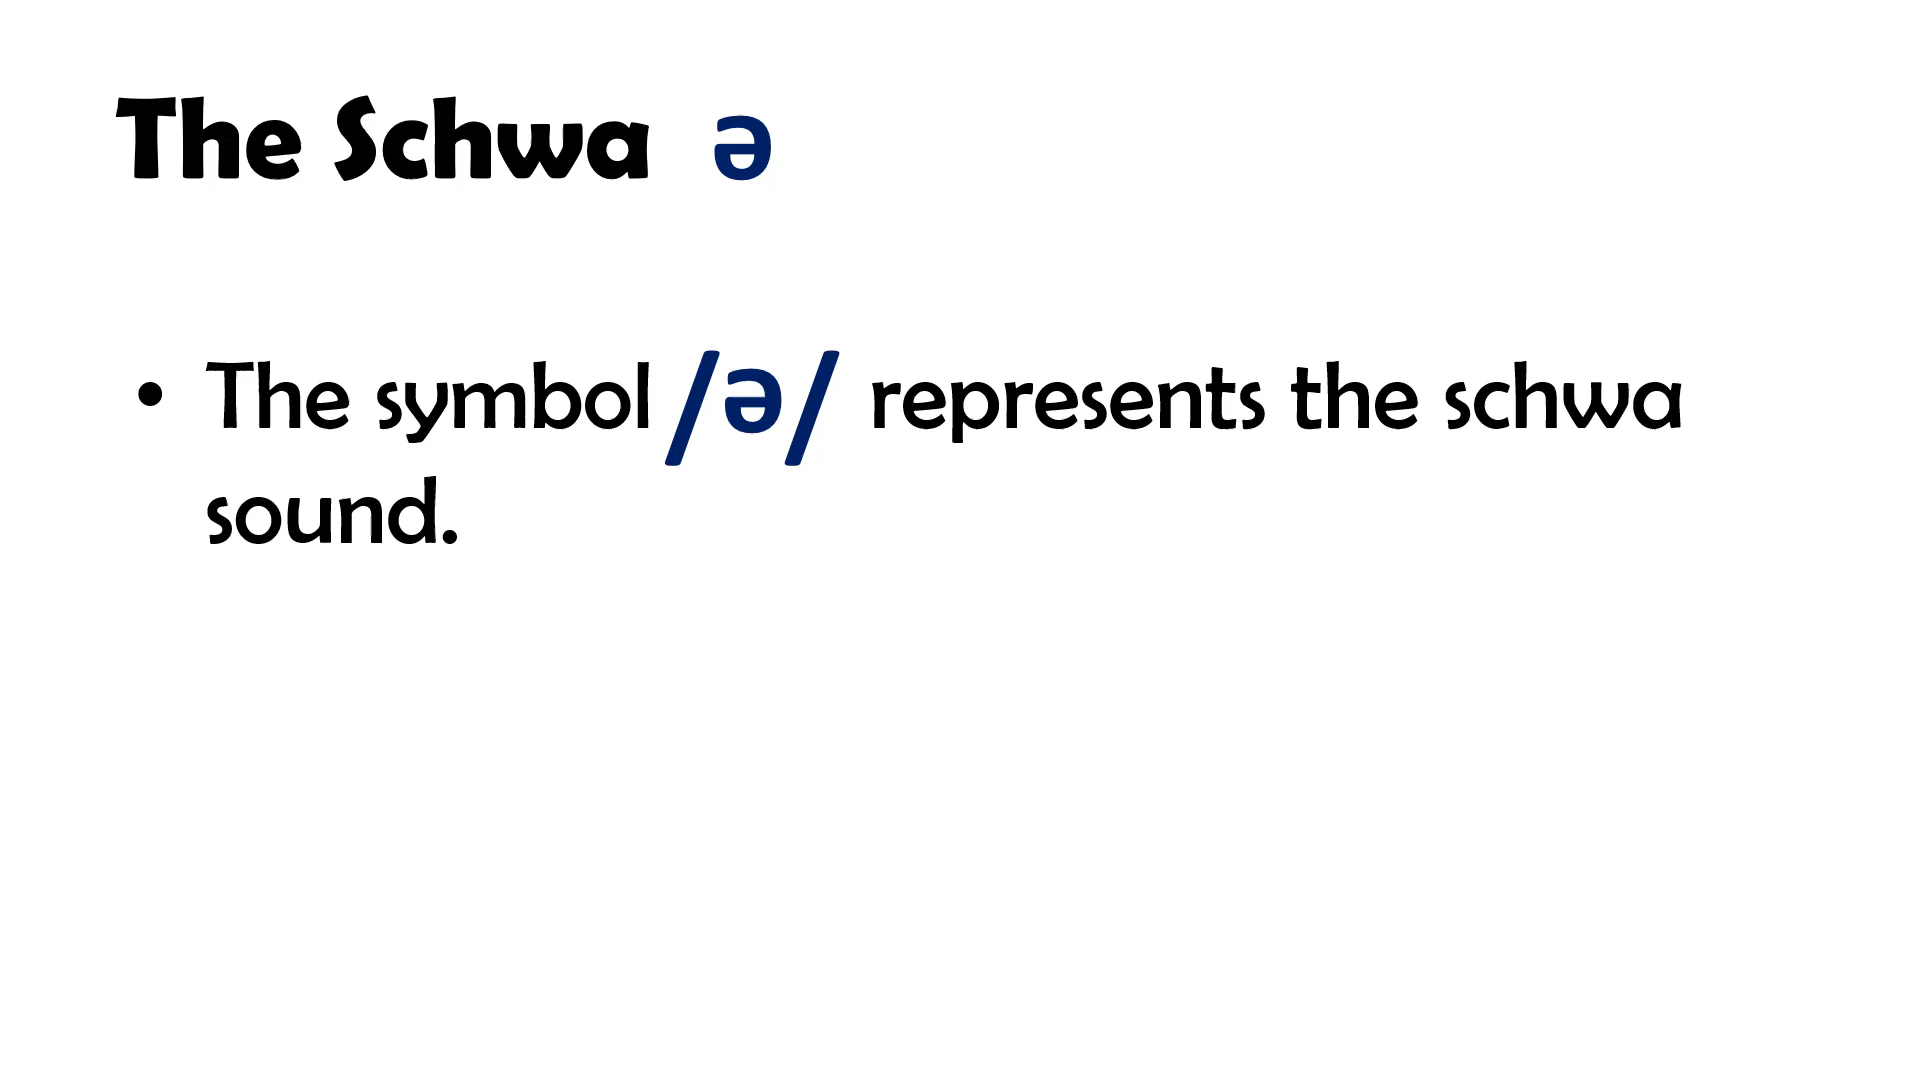 The Schwa ə
• The symbol /ə/ represents the schwa
sound.